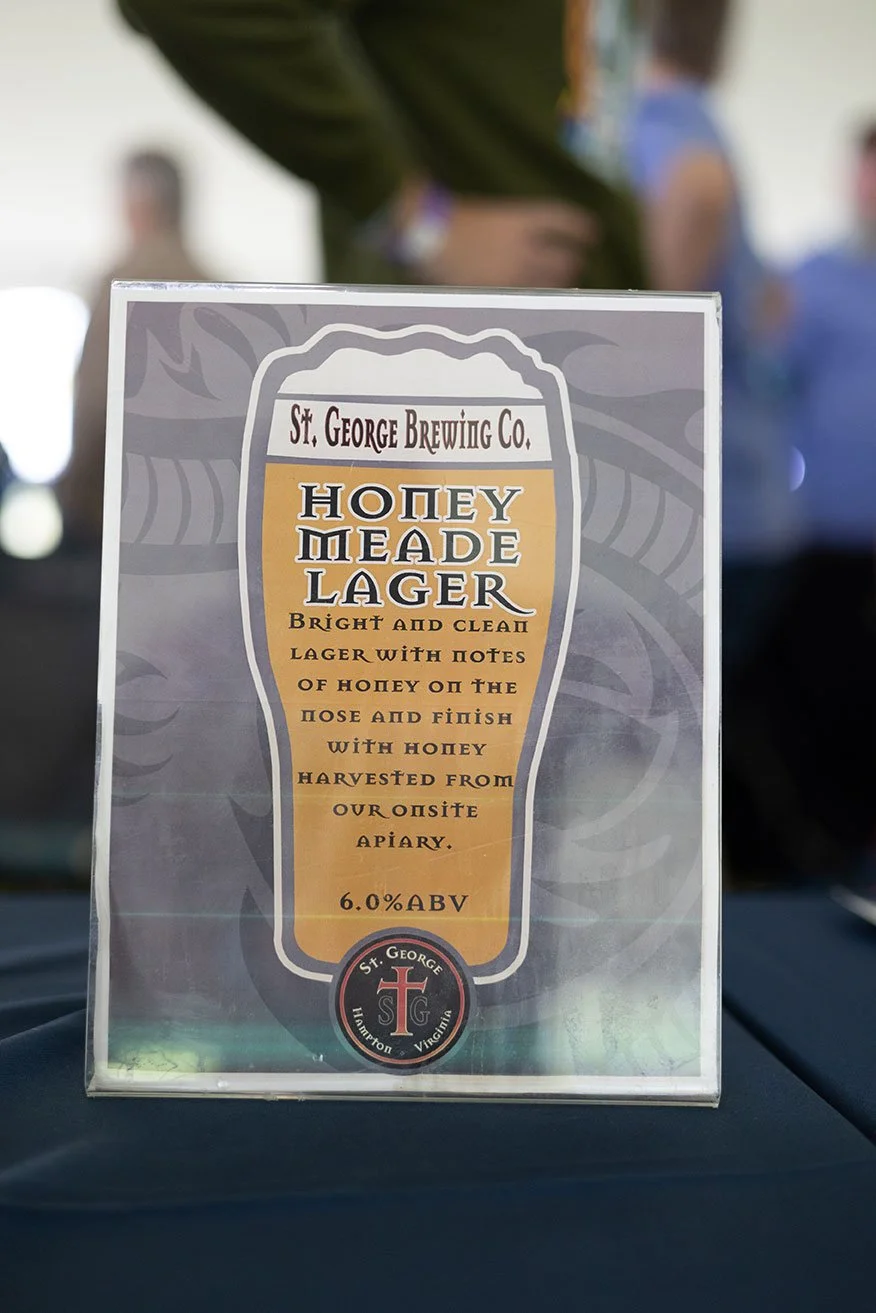 St. George Brewing Co.
Honey
Meade
Lager
Bright and clean
lager with notes
of honey on the
nose and finish
with honey
harvested from
our onsite
apiary.
6.0% ABV
St. George
SG
Hampton Virginia